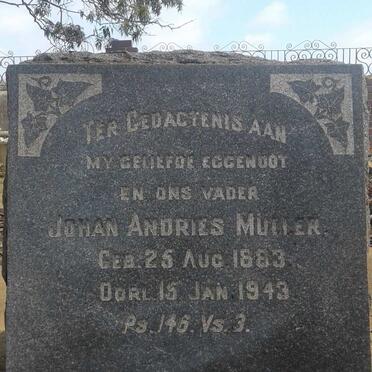 TER GEDACTENIS AAN
MY GELIEFDE EGGENOOT
EN ONS VADER
JOHAN ANDRIES MULLER.
GEB. 25 AUG. 1883
OORL. 15 JAN. 1943
Ps. 146. Vs. 3.